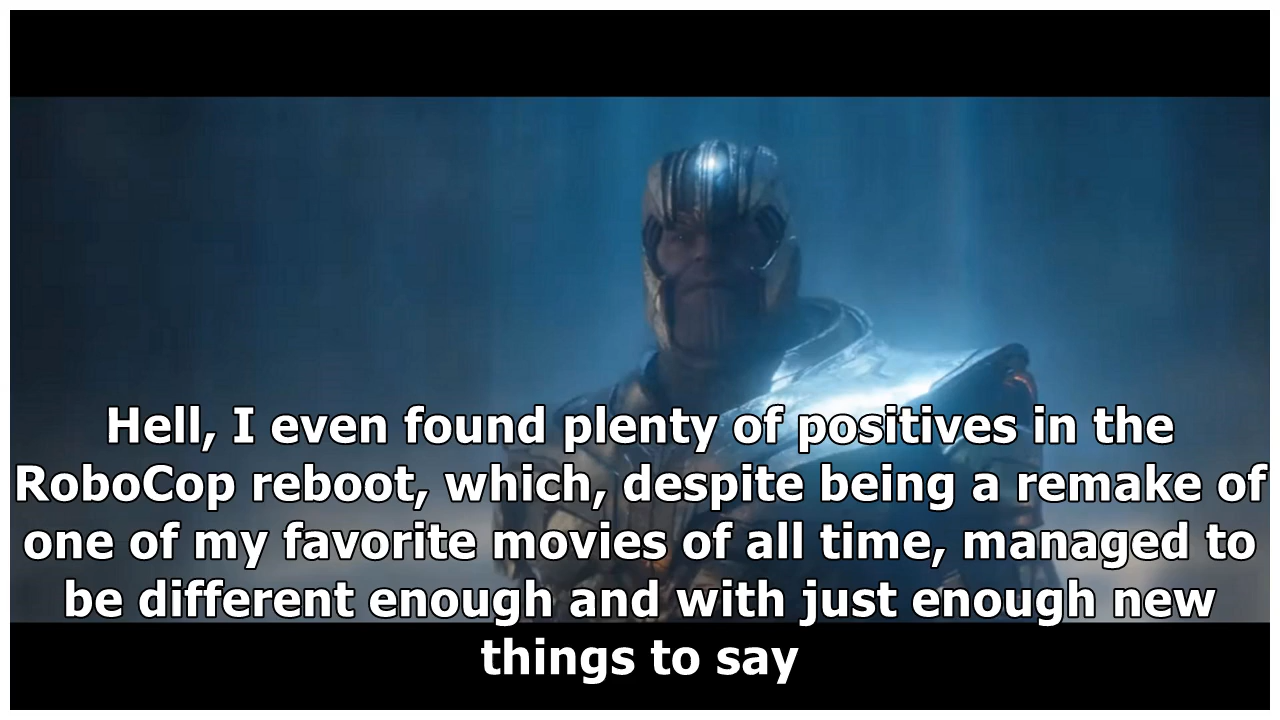 Hell, I even found plenty of positives in the
RoboCop reboot, which, despite being a remake of
one of my favorite movies of all time, managed to
be different enough and with just enough new
things to say